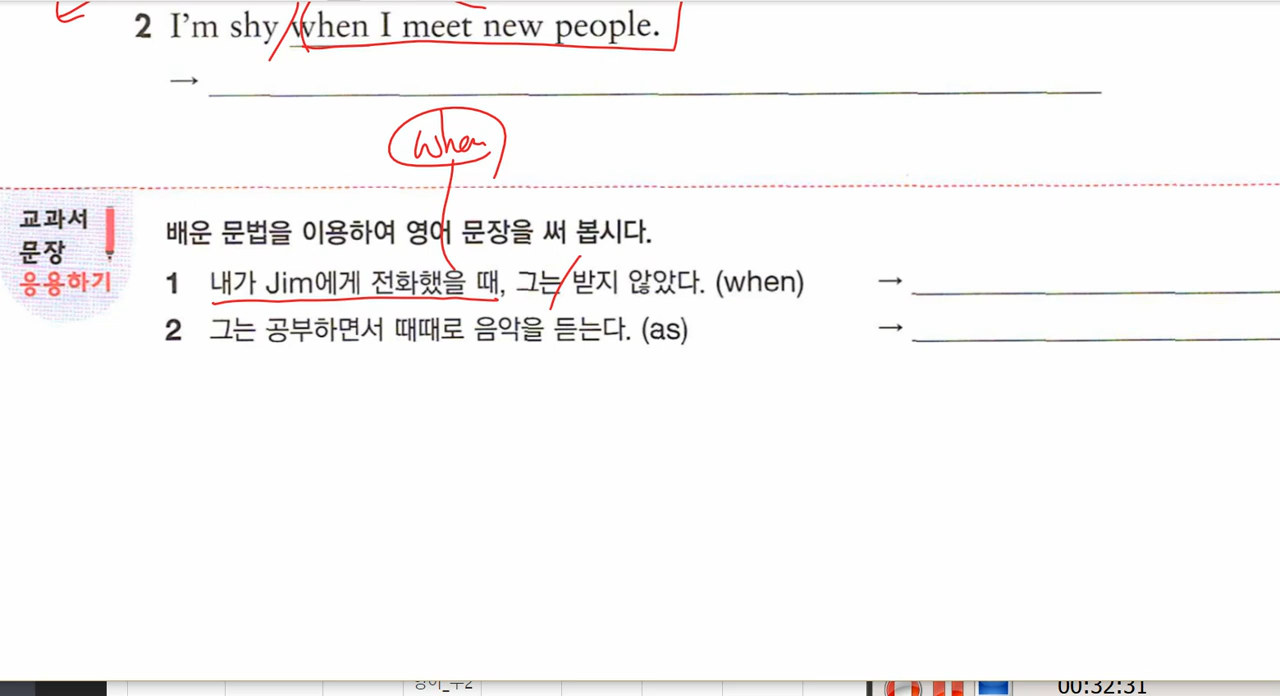 2 I'm shy when I meet new people.
→
when
교과서
문장
응용하기
배운 문법을 이용하여 영어 문장을 써 봅시다.
1 내가 Jim에게 전화했을 때, 그는 받지 않았다. (when) →
2 그는 공부하면서 때때로 음악을 듣는다. (as) →
00:32:31